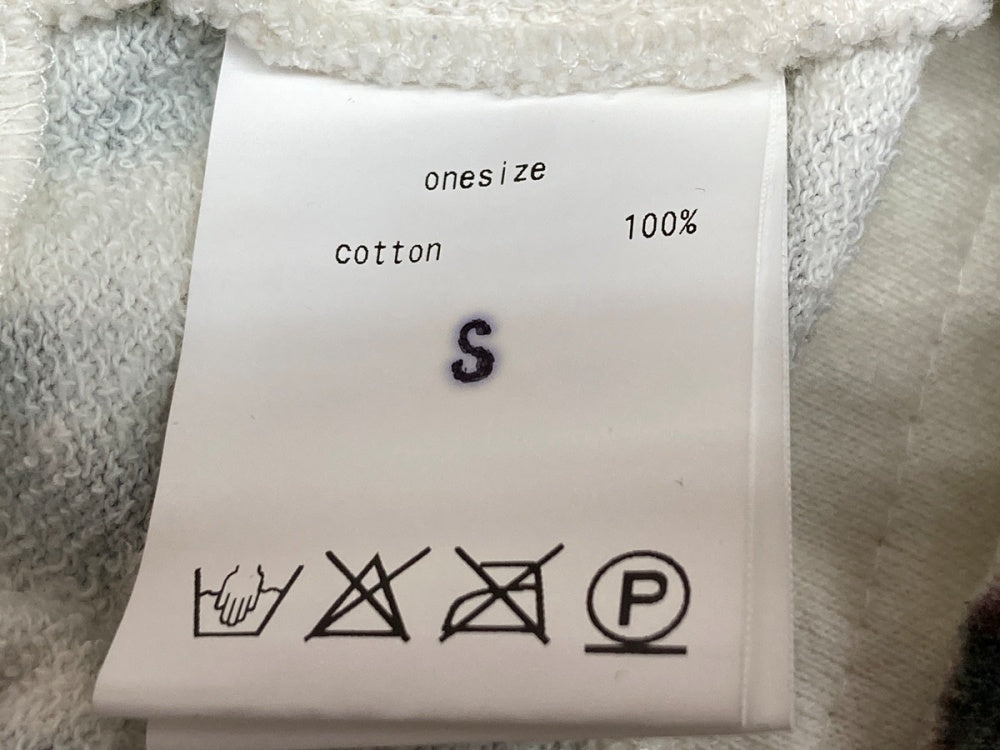 onesize
cotton 100%
S
P